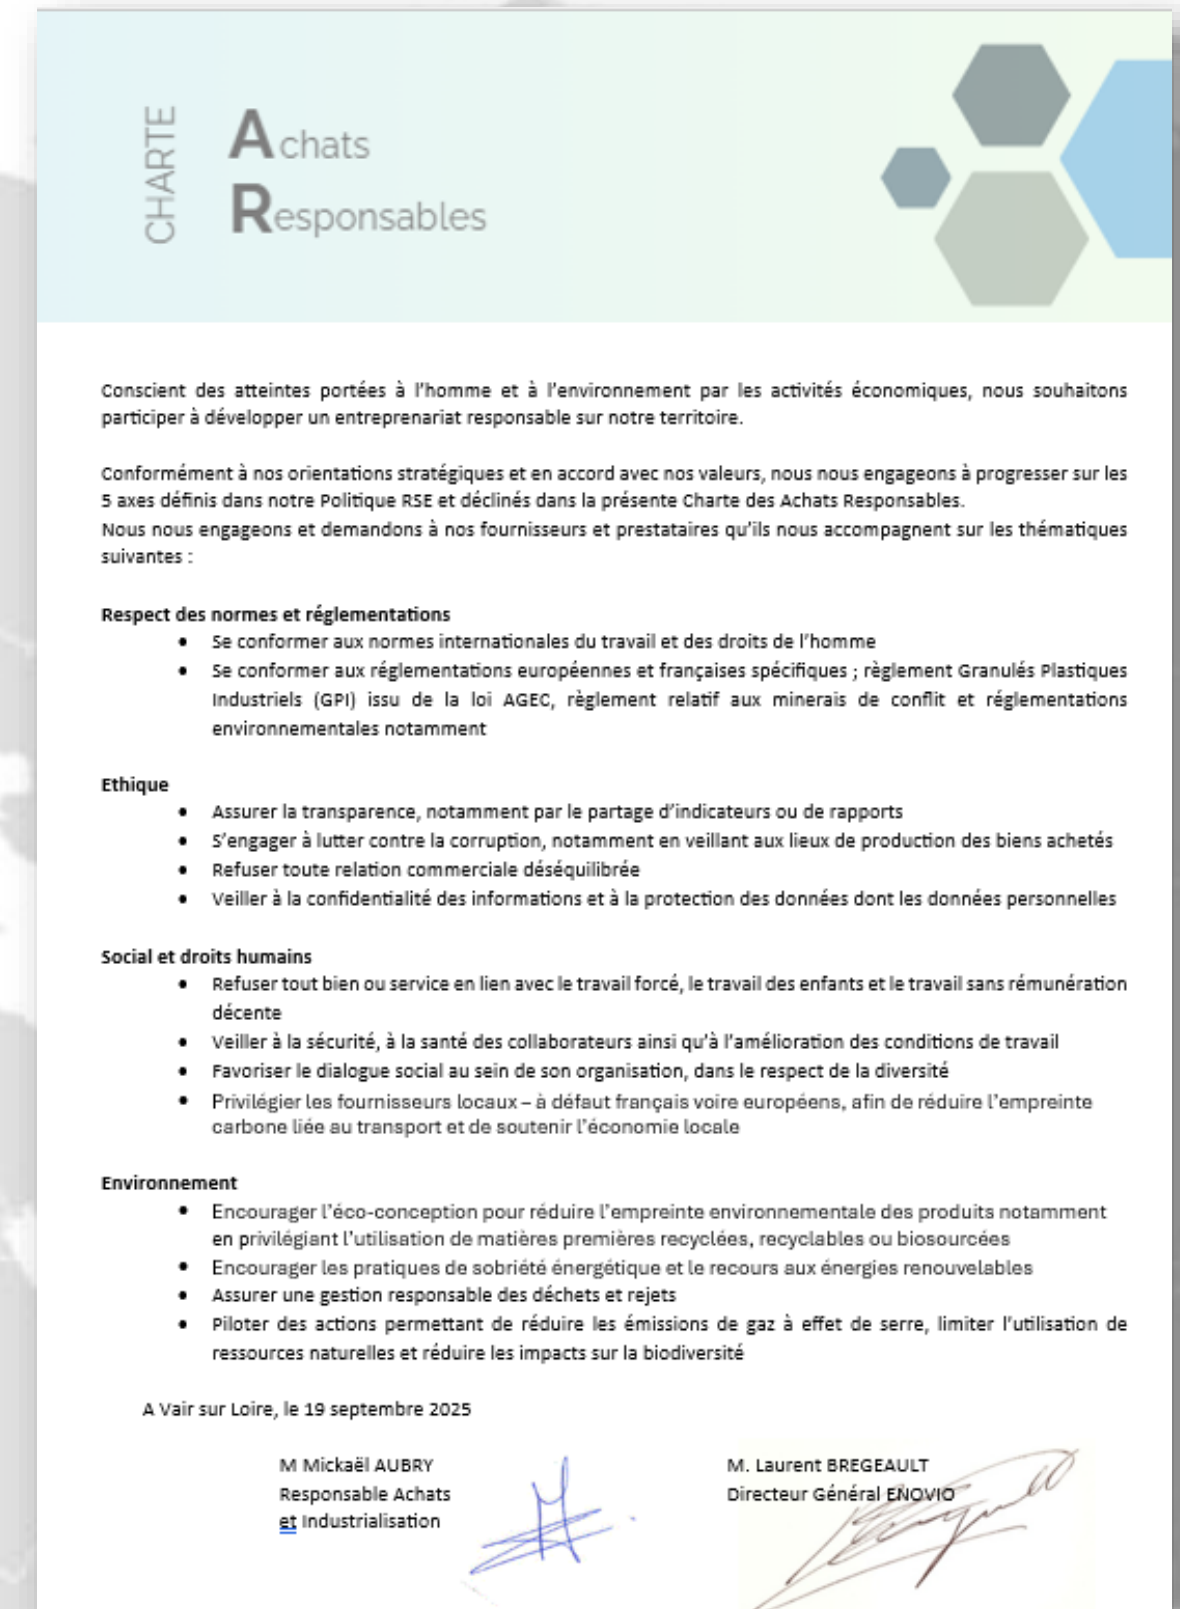 CHARTE
Achats
Responsables
Conscient des atteintes portées à l'homme et à l'environnement par les activités économiques, nous souhaitons
participer à développer un entreprenariat responsable sur notre territoire.
Conformément à nos orientations stratégiques et en accord avec nos valeurs, nous nous engageons à progresser sur les
5 axes définis dans notre Politique RSE et déclinés dans la présente Charte des Achats Responsables.
Nous nous engageons et demandons à nos fournisseurs et prestataires qu'ils nous accompagnent sur les thématiques
suivantes :
Respect des normes et réglementations
• Se conformer aux normes internationales du travail et des droits de l'homme
• Se conformer aux réglementations européennes et françaises spécifiques ; règlement Granulés Plastiques
Industriels (GPI) issu de la loi AGEC, règlement relatif aux minerais de conflit et réglementations
environnementales notamment
Ethique
• Assurer la transparence, notamment par le partage d'indicateurs ou de rapports
• S'engager à lutter contre la corruption, notamment en veillant aux lieux de production des biens achetés
• Refuser toute relation commerciale déséquilibrée
• Veiller à la confidentialité des informations et à la protection des données dont les données personnelles
Social et droits humains
• Refuser tout bien ou service en lien avec le travail forcé, le travail des enfants et le travail sans rémunération
décente
• Veiller à la sécurité, à la santé des collaborateurs ainsi qu'à l'amélioration des conditions de travail
• Favoriser le dialogue social au sein de son organisation, dans le respect de la diversité
• Privilégier les fournisseurs locaux – à défaut français voire européens, afin de réduire l'empreinte
carbone liée au transport et de soutenir l'économie locale
Environnement
• Encourager l'éco-conception pour réduire l'empreinte environnementale des produits notamment
en privilégiant l'utilisation de matières premières recyclées, recyclables ou biosourcées
• Encourager les pratiques de sobriété énergétique et le recours aux énergies renouvelables
• Assurer une gestion responsable des déchets et rejets
• Piloter des actions permettant de réduire les émissions de gaz à effet de serre, limiter l'utilisation de
ressources naturelles et réduire les impacts sur la biodiversité
A Vair sur Loire, le 19 septembre 2025
M Mickaël AUBRY
Responsable Achats
et Industrialisation
M. Laurent BREGEAULT
Directeur Général ENOVIO